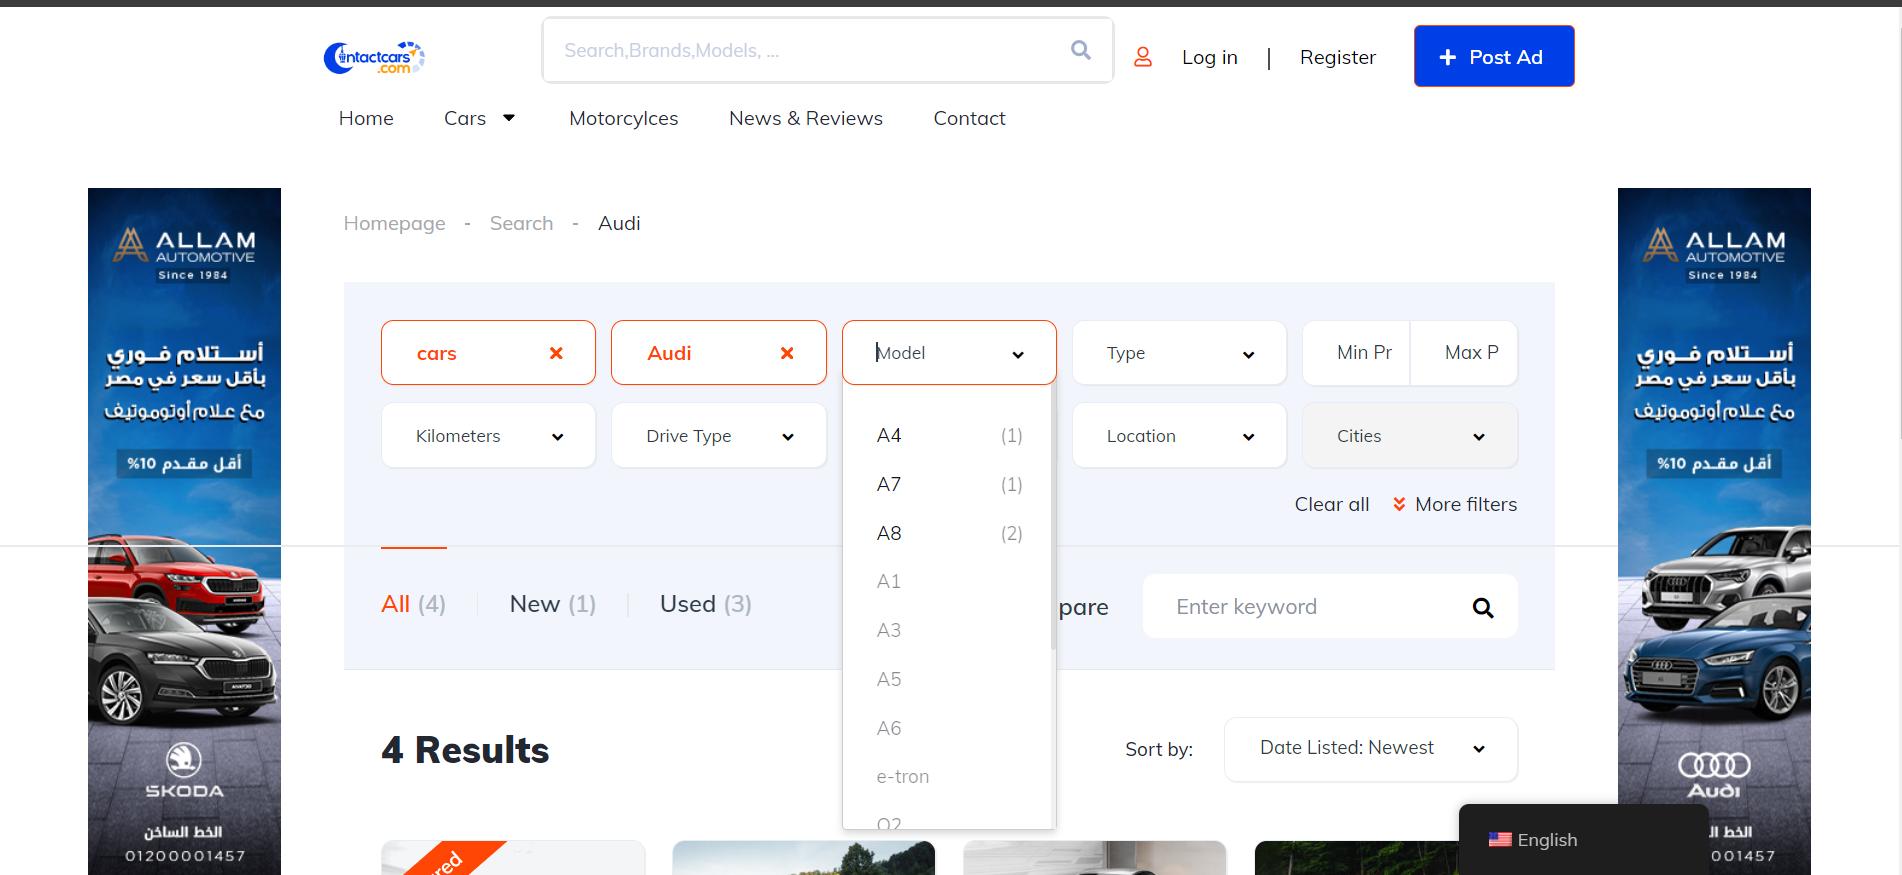 ontactcars
.com
Search,Brands,Models, ...
Log in | Register
+ Post Ad
Home
Cars
Motorcylces
News & Reviews
Contact
ALLAM
AUTOMOTIVE
Since 1984
أستلام فوري
بأقل سعر في مصر
مع علام أوتوموتيف
أقل مقدم 10%
SKODA
الخط الساخن
01200001457
Homepage - Search - Audi
cars
Audi
Model
Type
Min Pr
Max P
Kilometers
Drive Type
Location
Cities
Clear all
More filters
A4 (1)
A7 (1)
A8 (2)
A1
A3
A5
A6
e-tron
Q2
All (4)
New (1)
Used (3)
pare
Enter keyword
4 Results
Sort by:
Date Listed: Newest
red
ALLAM
AUTOMOTIVE
Since 1984
أستلام فوري
بأقل سعر في مصر
مع علام أوتوموتيف
أقل مقدم 10%
Audi
الخط
001457
English